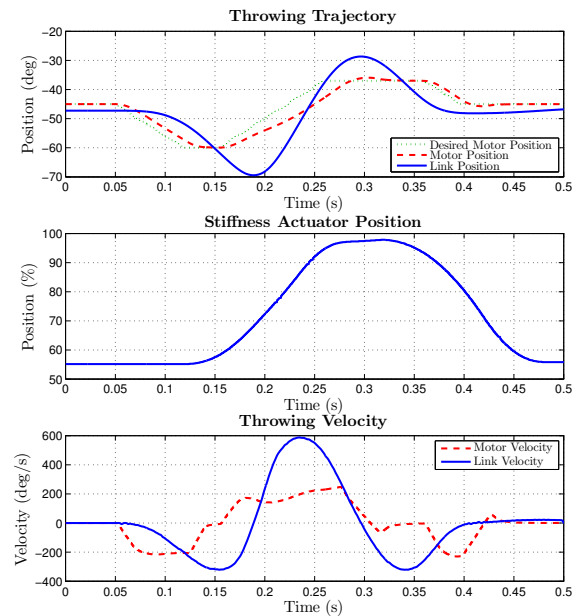 Throwing Trajectory
−20
−30
−40
−50
−60
−70
Position (deg)
Desired Motor Position
Motor Position
Link Position
0 0.05 0.1 0.15 0.2 0.25 0.3 0.35 0.4 0.45 0.5
Time (s)
Stiffness Actuator Position
100
90
80
70
60
50
Position (%)
0 0.05 0.1 0.15 0.2 0.25 0.3 0.35 0.4 0.45 0.5
Time (s)
Throwing Velocity
600
400
200
0
−200
−400
Velocity (deg/s)
Motor Velocity
Link Velocity
0 0.05 0.1 0.15 0.2 0.25 0.3 0.35 0.4 0.45 0.5
Time (s)